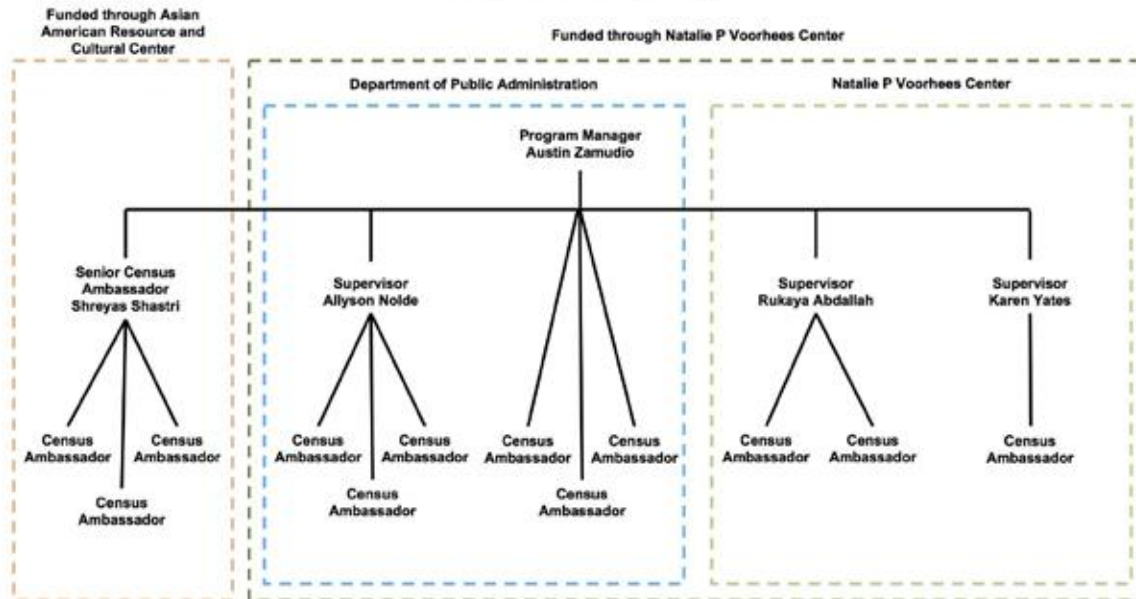 Funded through Asian
American Resource and
Cultural Center
Funded through Natalie P Voorhees Center
Department of Public Administration
Natalie P Voorhees Center
Program Manager
Austin Zamudio
Senior Census
Ambassador
Shreyas Shastri
Supervisor
Allyson Nolde
Supervisor
Rukaya Abdallah
Supervisor
Karen Yates
Census
Ambassador
Census
Ambassador
Census
Ambassador
Census
Ambassador
Census
Ambassador
Census
Ambassador
Census
Ambassador
Census
Ambassador
Census
Ambassador
Census
Ambassador
Census
Ambassador
Census
Ambassador